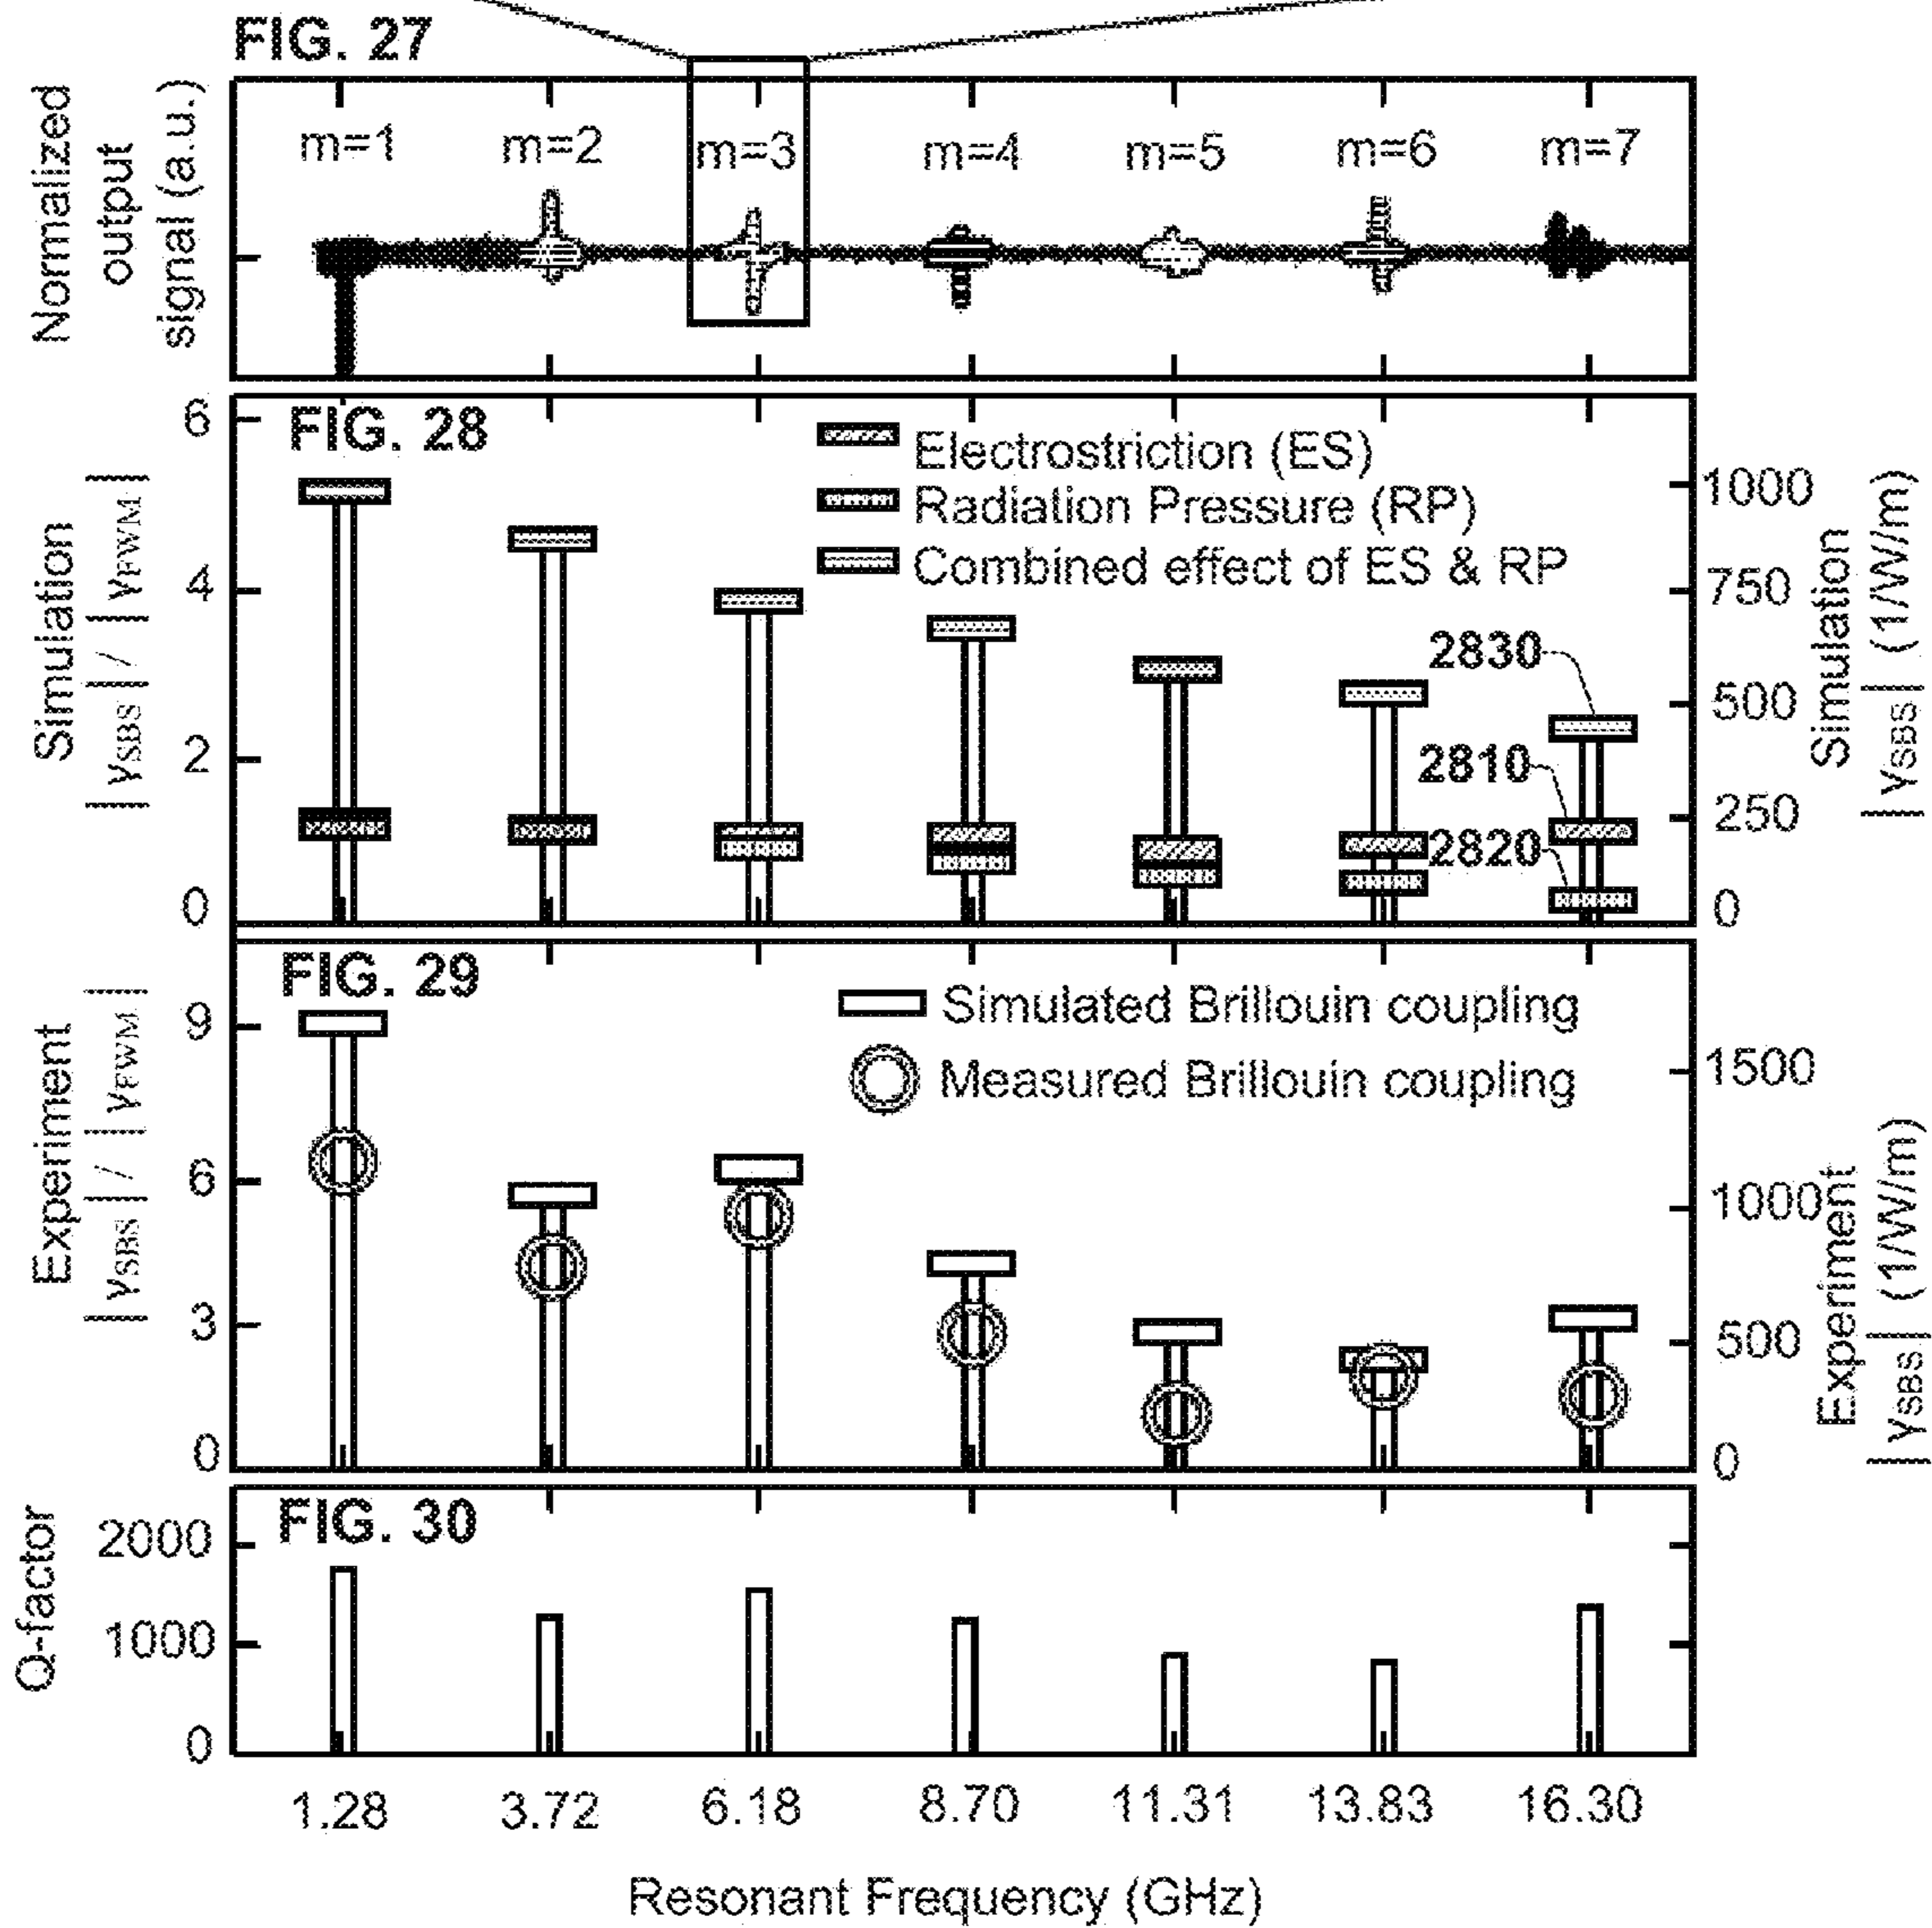 FIG. 27
Normalized
output
signal (a.u.)
m=1
m=2
m=3
m=4
m=5
m=6
m=7
FIG. 28
Simulation
|γSBS| / |γFWM|
6
4
2
0
Electrostriction (ES)
Radiation Pressure (RP)
Combined effect of ES & RP
2830
2810
2820
1000
750
500
250
0
Simulation
|γSBS| (1/W/m)
FIG. 29
Experiment
|γSBS| / |γFWM|
9
6
3
0
Simulated Brillouin coupling
Measured Brillouin coupling
1500
1000
500
0
Experiment
|γSBS| (1/W/m)
FIG. 30
Q-factor
2000
1000
0
1.28
3.72
6.18
8.70
11.31
13.83
16.30
Resonant Frequency (GHz)